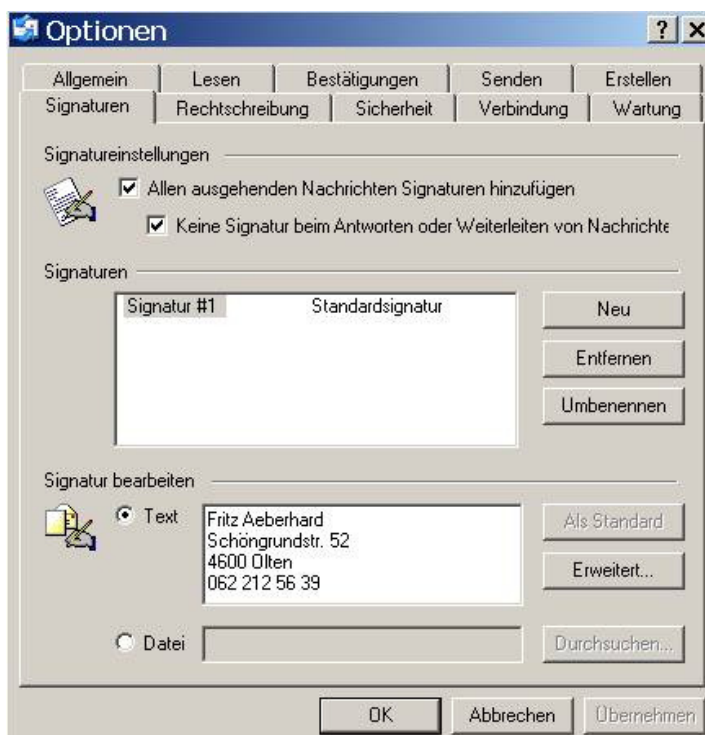 Optionen
Allgemein Lesen Bestätigungen Senden Erstellen
Signaturen Rechtschreibung Sicherheit Verbindung Wartung
Signatureinstellungen
Allen ausgehenden Nachrichten Signaturen hinzufügen
Keine Signatur beim Antworten oder Weiterleiten von Nachrichte
Signaturen
Signatur #1 Standardsignatur
Neu
Entfernen
Umbenennen
Signatur bearbeiten
Text
Fritz Aeberhard
Schöngrundstr. 52
4600 Olten
062 212 56 39
Als Standard
Erweitert...
Datei
Durchsuchen...
OK Abbrechen Übernehmen